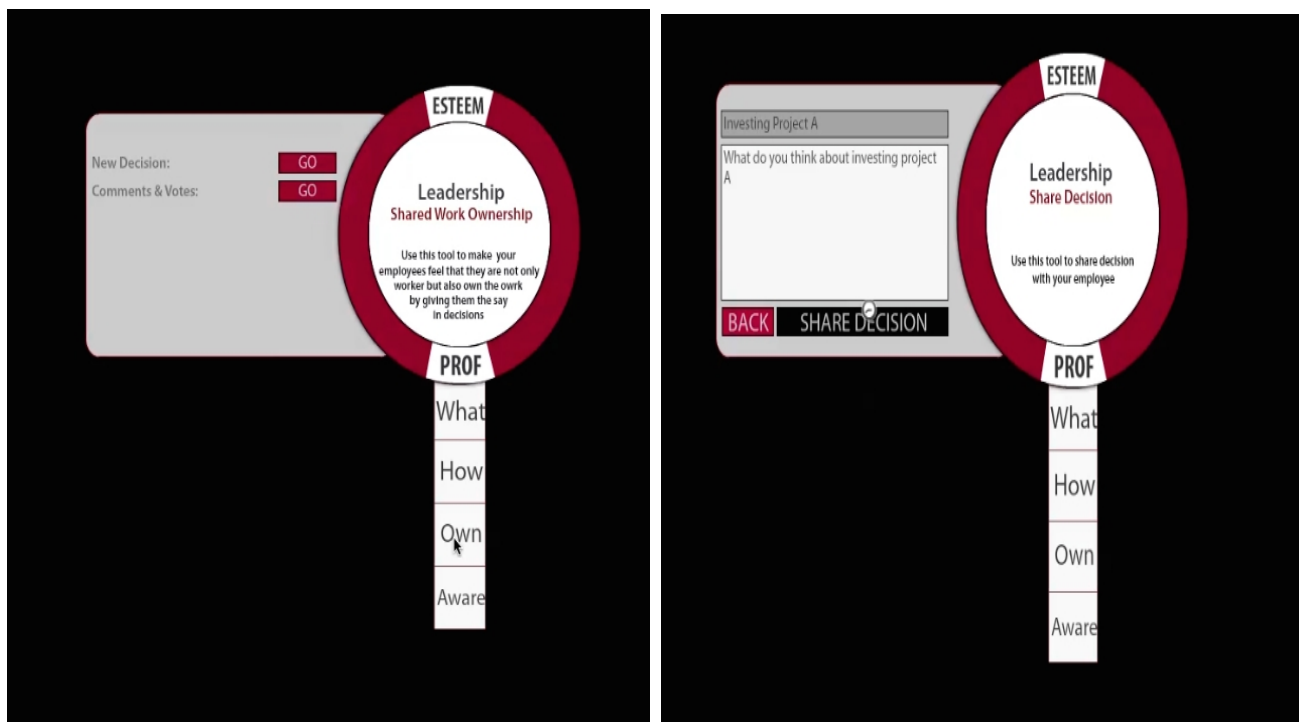 ESTEEM
New Decision: GO
Comments & Votes: GO
Leadership
Shared Work Ownership
Use this tool to make your
employees feel that they are not only
worker but also own the owrk
by giving them the say
in decisions
PROF
What
How
Own
Aware
ESTEEM
Investing Project A
What do you think about investing project
A
BACK SHARE DECISION
Leadership
Share Decision
Use this tool to share decision
with your employee
PROF
What
How
Own
Aware